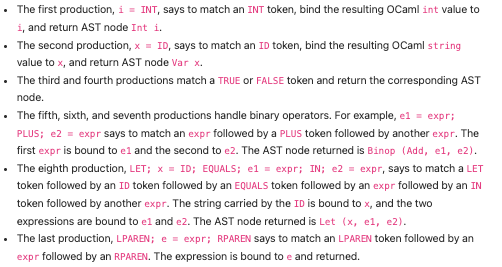 • The first production, i = INT, says to match an INT token, bind the resulting OCaml int value to
i, and return AST node Int i.
• The second production, x = ID, says to match an ID token, bind the resulting OCaml string
value to x, and return AST node Var x.
• The third and fourth productions match a TRUE or FALSE token and return the corresponding AST
node.
• The fifth, sixth, and seventh productions handle binary operators. For example, e1 = expr;
PLUS; e2 = expr says to match an expr followed by a PLUS token followed by another expr. The
first expr is bound to e1 and the second to e2. The AST node returned is Binop (Add, e1, e2).
• The eighth production, LET; x = ID; EQUALS; e1 = expr; IN; e2 = expr, says to match a LET
token followed by an ID token followed by an EQUALS token followed by an expr followed by an IN
token followed by another expr. The string carried by the ID is bound to x, and the two
expressions are bound to e1 and e2. The AST node returned is Let (x, e1, e2).
• The last production, LPAREN; e = expr; RPAREN says to match an LPAREN token followed by an
expr followed by an RPAREN. The expression is bound to e and returned.